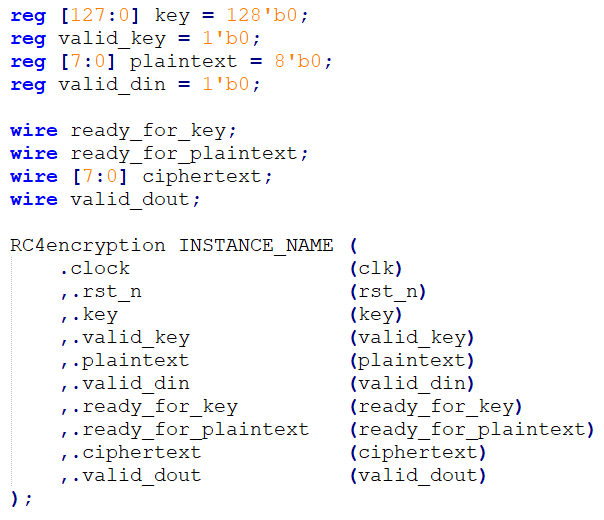 reg [127:0] key = 128'b0;
reg valid_key = 1'b0;
reg [7:0] plaintext = 8'b0;
reg valid_din = 1'b0;

wire ready_for_key;
wire ready_for_plaintext;
wire [7:0] ciphertext;
wire valid_dout;

RC4encryption INSTANCE_NAME (
    .clock                  (clk)
    ,.rst_n                 (rst_n)
    ,.key                   (key)
    ,.valid_key             (valid_key)
    ,.plaintext             (plaintext)
    ,.valid_din             (valid_din)
    ,.ready_for_key         (ready_for_key)
    ,.ready_for_plaintext   (ready_for_plaintext)
    ,.ciphertext            (ciphertext)
    ,.valid_dout            (valid_dout)
);